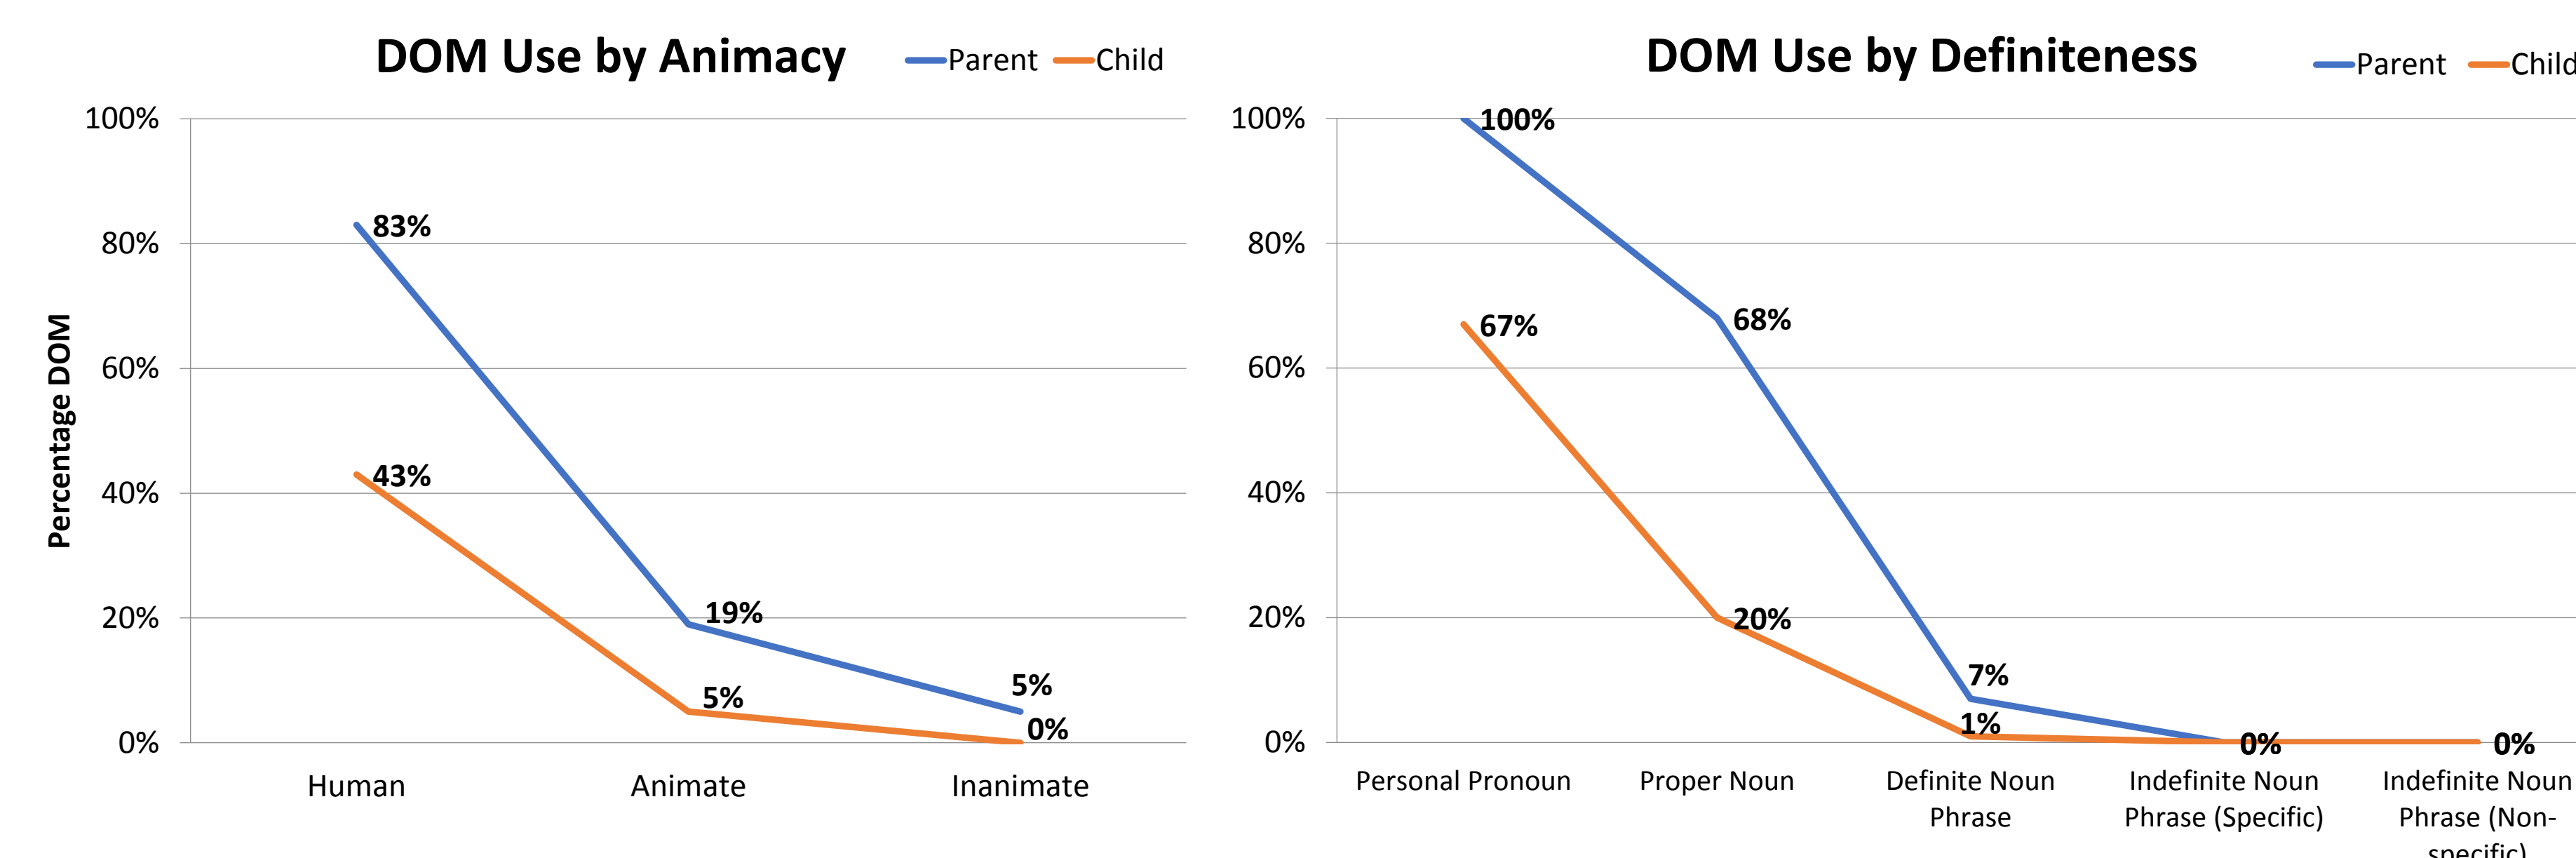 DOM Use by Animacy
Parent Child
100%
80%
60%
40%
20%
0%
Percentage DOM
83%
43%
19%
5%
5%
0%
Human Animate Inanimate
DOM Use by Definiteness
Parent Child
100%
80%
60%
40%
20%
0%
100%
67%
68%
20%
7%
1%
0%
0%
Personal Pronoun
Proper Noun
Definite Noun
Phrase
Indefinite Noun
Phrase (Specific)
Indefinite Noun
Phrase (Non-
specific)